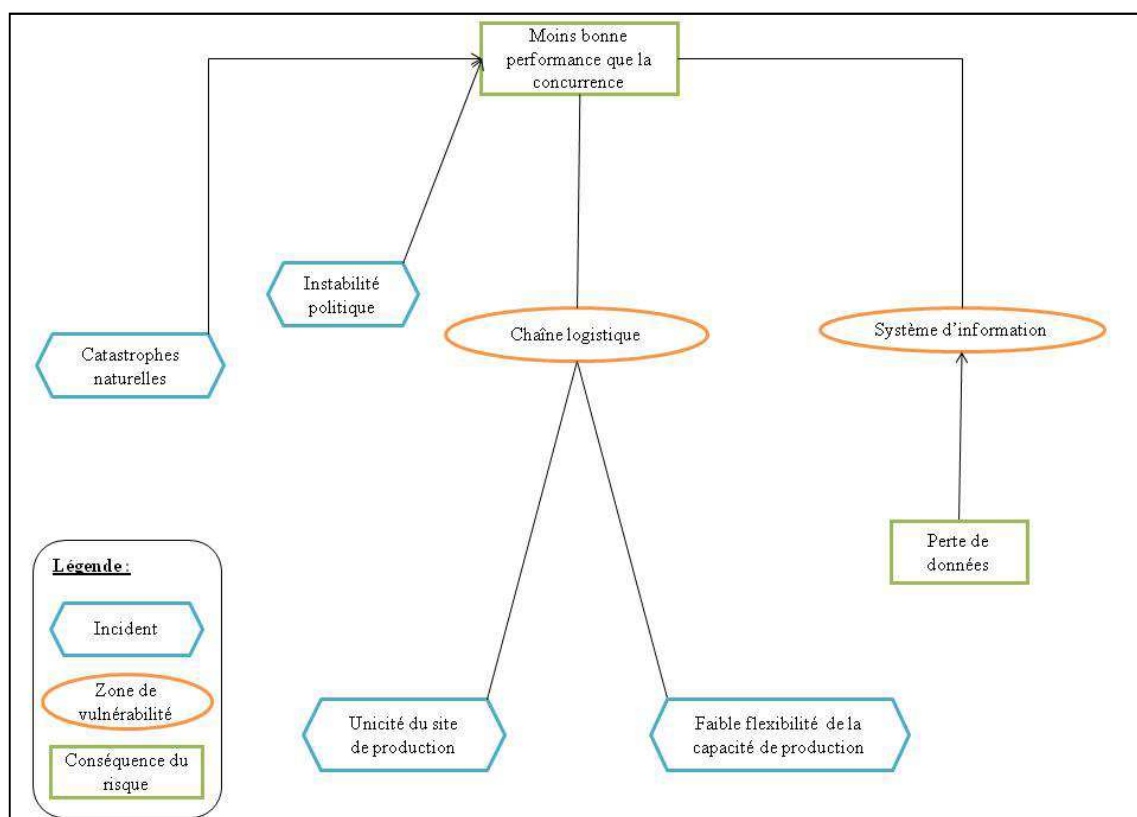 Moins bonne
performance que la
concurrence
Instabilité
politique
Catastrophes
naturelles
Chaîne logistique
Système d’information
Perte de
données
Légende :
Incident
Zone de
vulnérabilité
Conséquence du
risque
Unicité du site
de production
Faible flexibilité de la
capacité de production